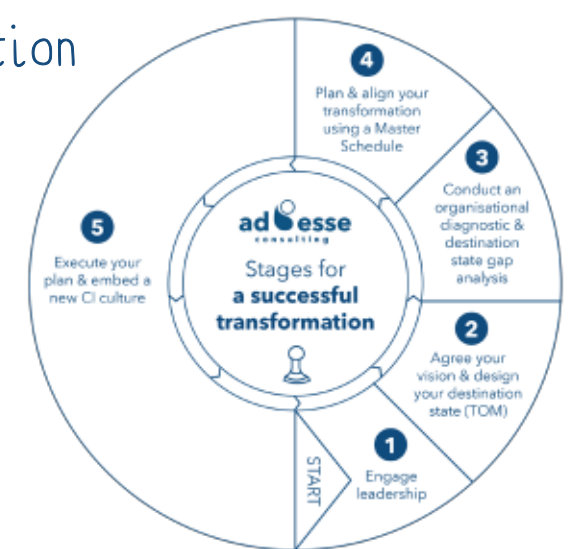 tion
4
Plan & align your
transformation
using a Master
Schedule
3
Conduct an
organisational
diagnostic &
destination
state gap
analysis
5
Execute your
plan & embed a
new CI culture
ad esse
consulting
Stages for
a successful
transformation
2
Agree your
vision & design
your destination
state (TOM)
1
Engage
leadership
START